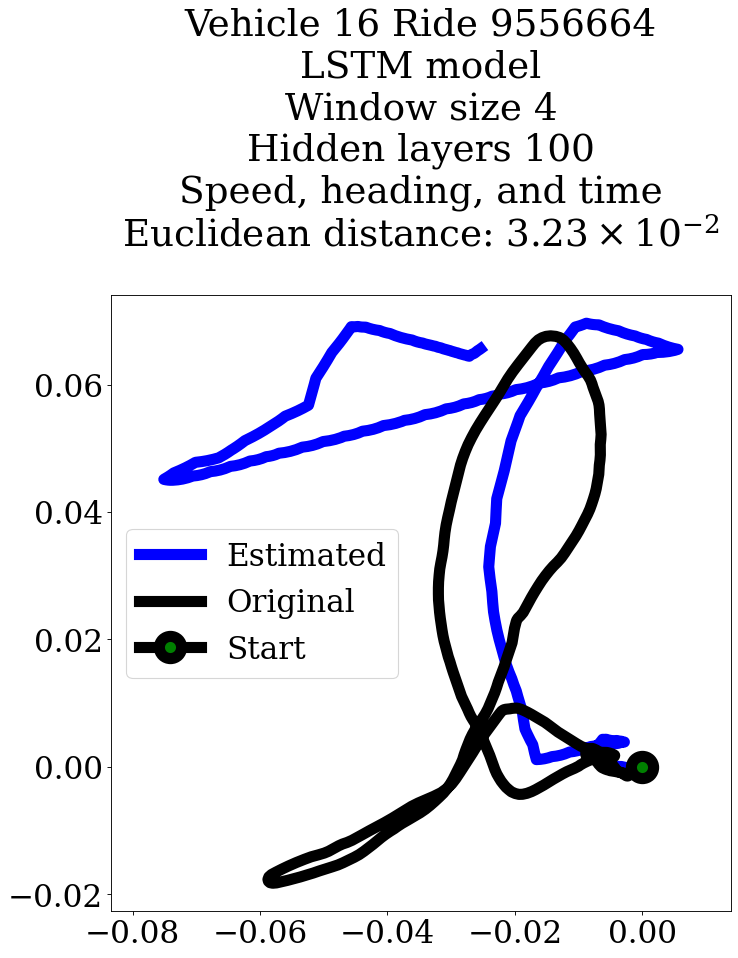 Vehicle 16 Ride 9556664
LSTM model
Window size 4
Hidden layers 100
Speed, heading, and time
Euclidean distance: 3.23 × 10⁻²
0.06
0.04
Estimated
Original
Start
0.02
0.00
−0.02
−0.08 −0.06 −0.04 −0.02 0.00